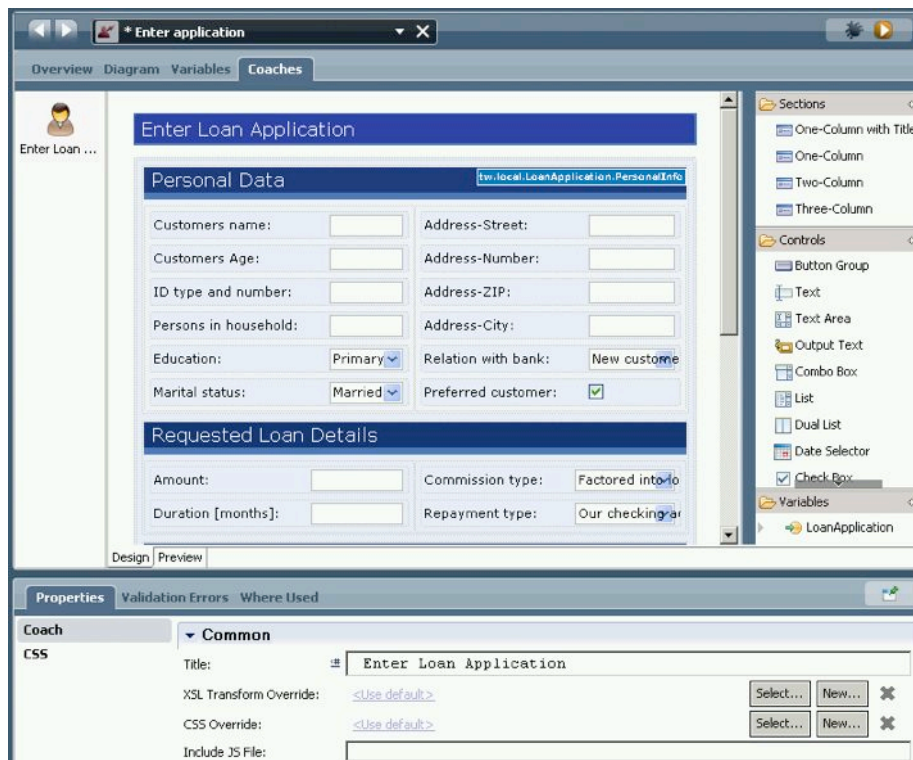 * Enter application
Overview Diagram Variables Coaches
Enter Loan ...
Enter Loan Application
Personal Data
tw.local.LoanApplication.PersonalInfo
Customers name:
Address-Street:
Customers Age:
Address-Number:
ID type and number:
Address-ZIP:
Persons in household:
Address-City:
Education: Primary
Relation with bank: New custome
Marital status: Married
Preferred customer:
Requested Loan Details
Amount:
Commission type: Factored into lo
Duration [months]:
Repayment type: Our checking ac
Sections
One-Column with Title
One-Column
Two-Column
Three-Column
Controls
Button Group
Text
Text Area
Output Text
Combo Box
List
Dual List
Date Selector
Check Box
Variables
LoanApplication
Design Preview
Properties Validation Errors Where Used
Coach
CSS
Common
Title: Enter Loan Application
XSL Transform Override: <Use default> Select... New...
CSS Override: <Use default> Select... New...
Include JS File: